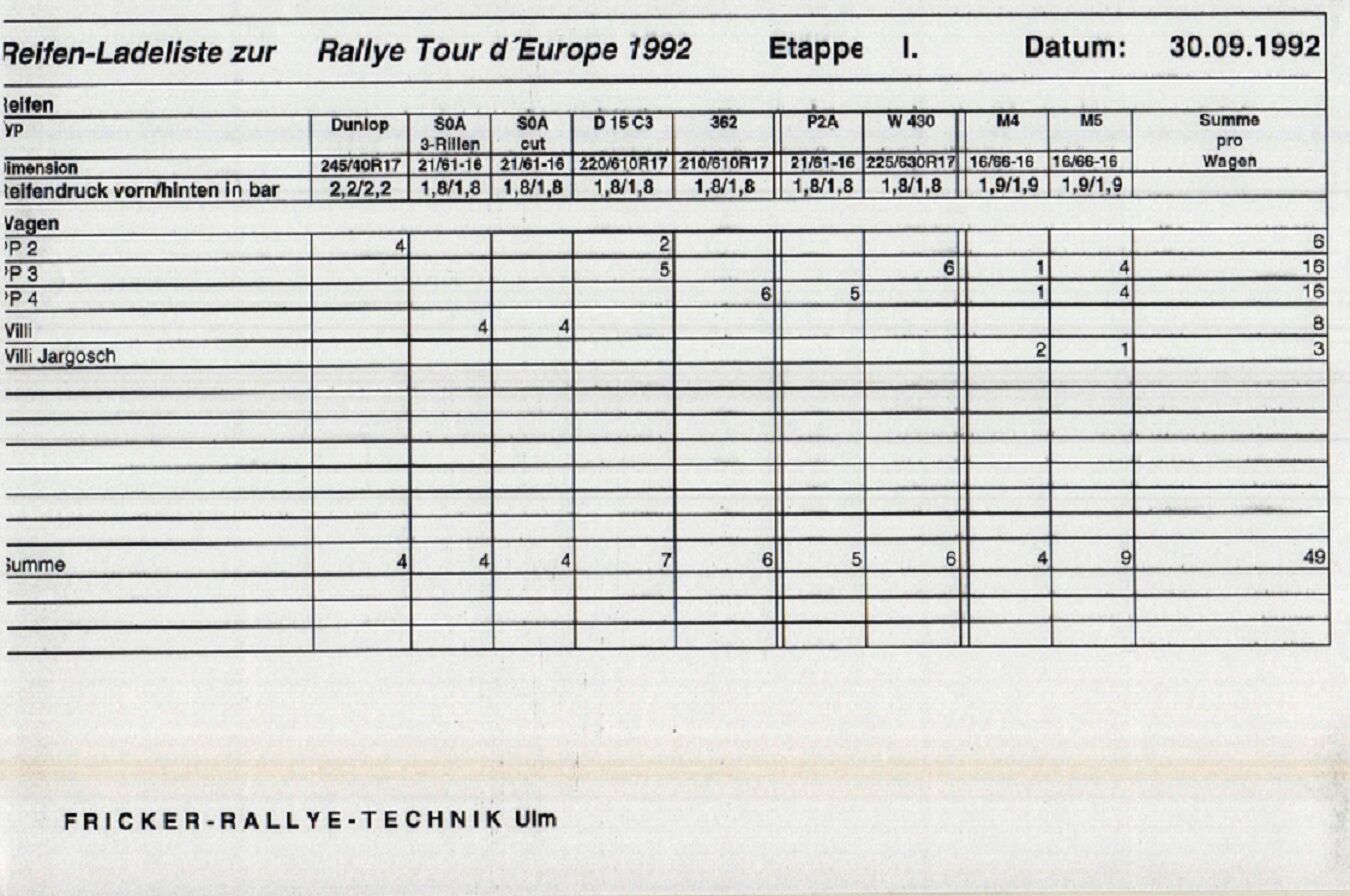 Reifen-Ladeliste zur Rallye Tour d´Europe 1992 Etappe I. Datum: 30.09.1992
Reifen
Typ Dunlop S0A S0A D 15 C3 362 P2A W 430 M4 M5 Summe
3-Rillen cut pro
Dimension 245/40R17 21/61-16 21/61-16 220/610R17 210/610R17 21/61-16 225/630R17 16/66-16 16/66-16 Wagen
Reifendruck vorn/hinten in bar 2,2/2,2 1,8/1,8 1,8/1,8 1,8/1,8 1,8/1,8 1,8/1,8 1,8/1,8 1,9/1,9 1,9/1,9
Wagen
PP 2 4 2 6
PP 3 5 6 1 4 16
PP 4 6 5 1 4 16
Willi 4 4 8
Willi Jargosch 2 1 3
Summe 4 4 4 7 6 5 6 4 9 49
FRICKER-RALLYE-TECHNIK Ulm